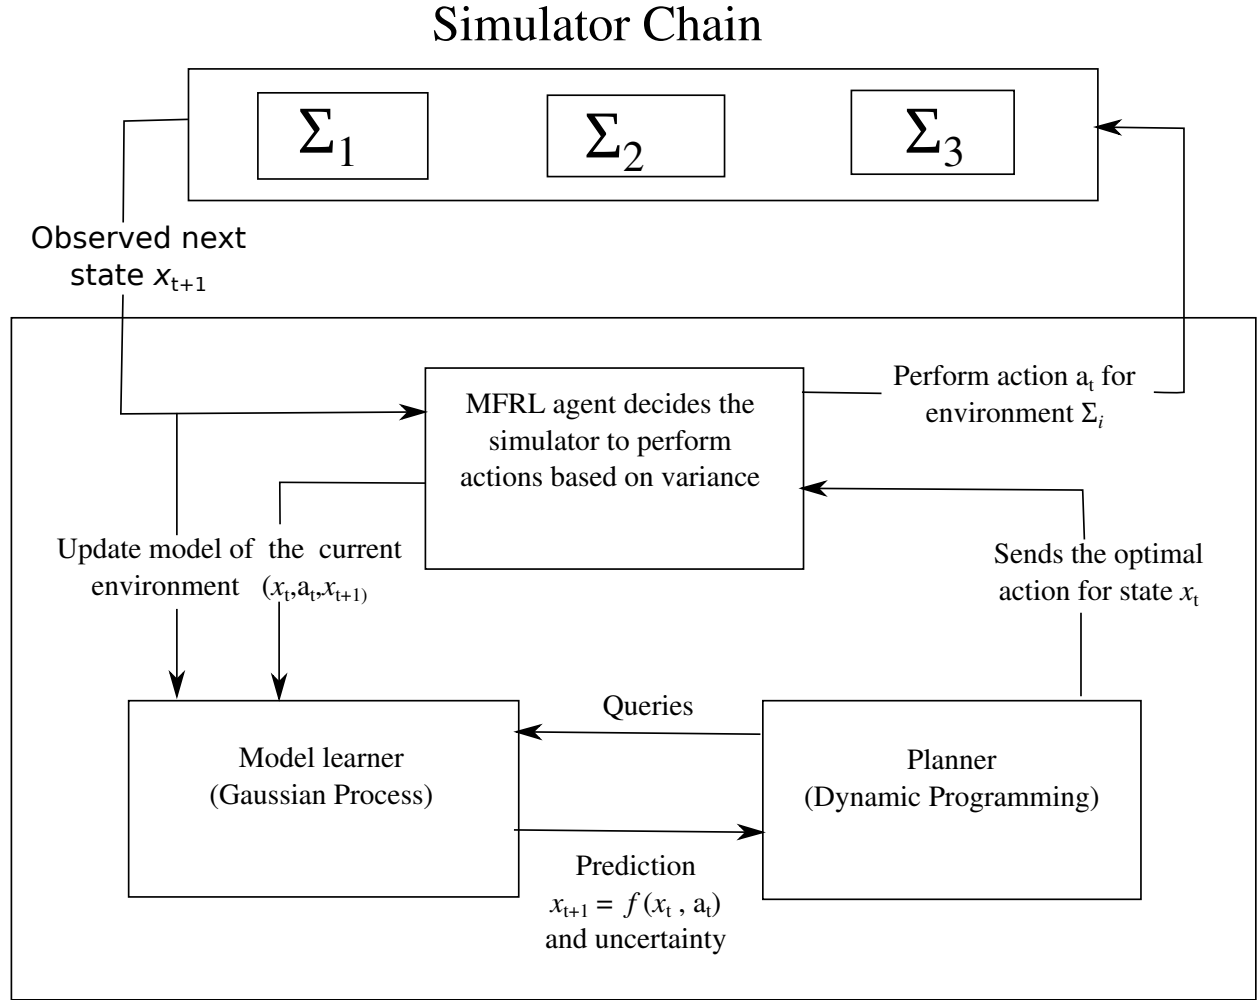 Simulator Chain
Σ1
Σ2
Σ3
Observed next
state xt+1
Perform action at for
environment Σi
MFRL agent decides the
simulator to perform
actions based on variance
Update model of the current
environment (xt,at,xt+1)
Sends the optimal
action for state xt
Queries
Model learner
(Gaussian Process)
Planner
(Dynamic Programming)
Prediction
xt+1 = f (xt , at)
and uncertainty